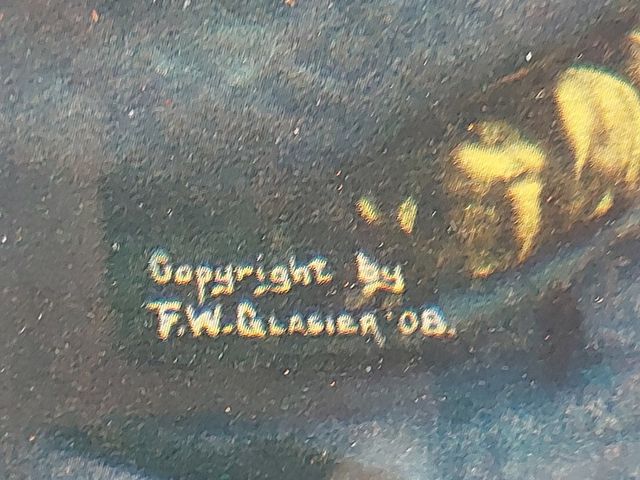 Copyright by
F.W. GLASIER '08.